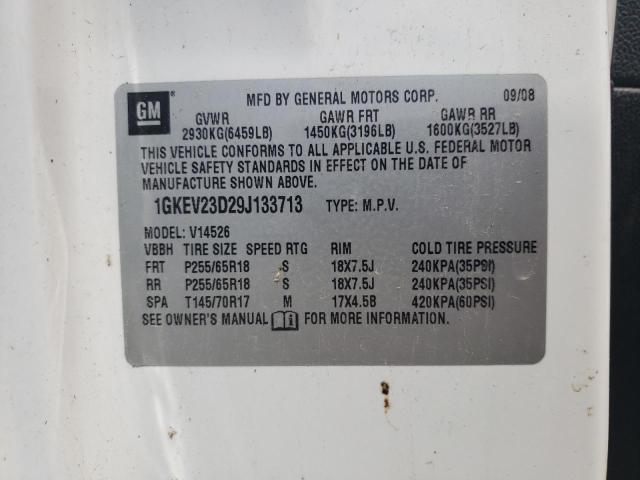 GM
MFD BY GENERAL MOTORS CORP. 09/08
GVWR GAWR FRT GAWR RR
2930KG(6459LB) 1450KG(3196LB) 1600KG(3527LB)
THIS VEHICLE CONFORMS TO ALL APPLICABLE U.S. FEDERAL MOTOR
VEHICLE SAFETY STANDARDS IN EFFECT ON THE DATE OF
MANUFACTURE SHOWN ABOVE.
1GKEV23D29J133713 TYPE: M.P.V.
MODEL: V14526
VBBH TIRE SIZE SPEED RTG RIM COLD TIRE PRESSURE
FRT P255/65R18 S 18X7.5J 240KPA(35PSI)
RR P255/65R18 S 18X7.5J 240KPA(35PSI)
SPA T145/70R17 M 17X4.5B 420KPA(60PSI)
SEE OWNER'S MANUAL FOR MORE INFORMATION.